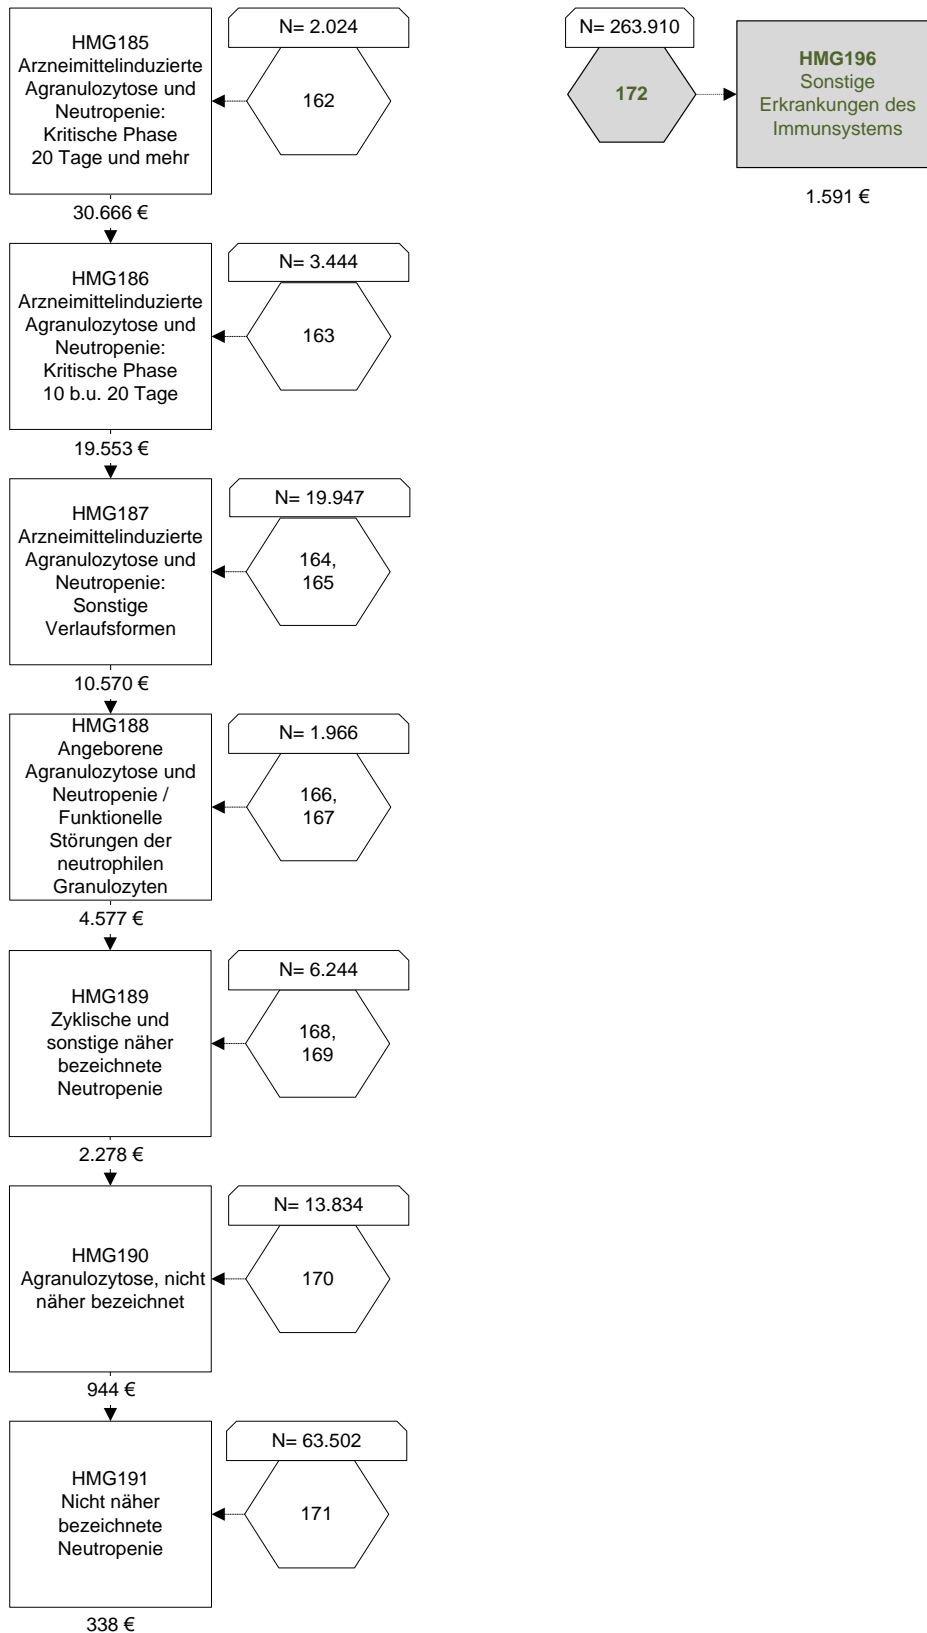 HMG185
Arzneimittelinduzierte
Agranulozytose und
Neutropenie:
Kritische Phase
20 Tage und mehr
N= 2.024
162
30.666 €
HMG186
Arzneimittelinduzierte
Agranulozytose und
Neutropenie:
Kritische Phase
10 b.u. 20 Tage
N= 3.444
163
19.553 €
HMG187
Arzneimittelinduzierte
Agranulozytose und
Neutropenie:
Sonstige
Verlaufsformen
N= 19.947
164,
165
10.570 €
HMG188
Angeborene
Agranulozytose und
Neutropenie /
Funktionelle
Störungen der
neutrophilen
Granulozyten
N= 1.966
166,
167
4.577 €
HMG189
Zyklische und
sonstige näher
bezeichnete
Neutropenie
N= 6.244
168,
169
2.278 €
HMG190
Agranulozytose, nicht
näher bezeichnet
N= 13.834
170
944 €
HMG191
Nicht näher
bezeichnete
Neutropenie
N= 63.502
171
338 €
N= 263.910
172
HMG196
Sonstige
Erkrankungen des
Immunsystems
1.591 €